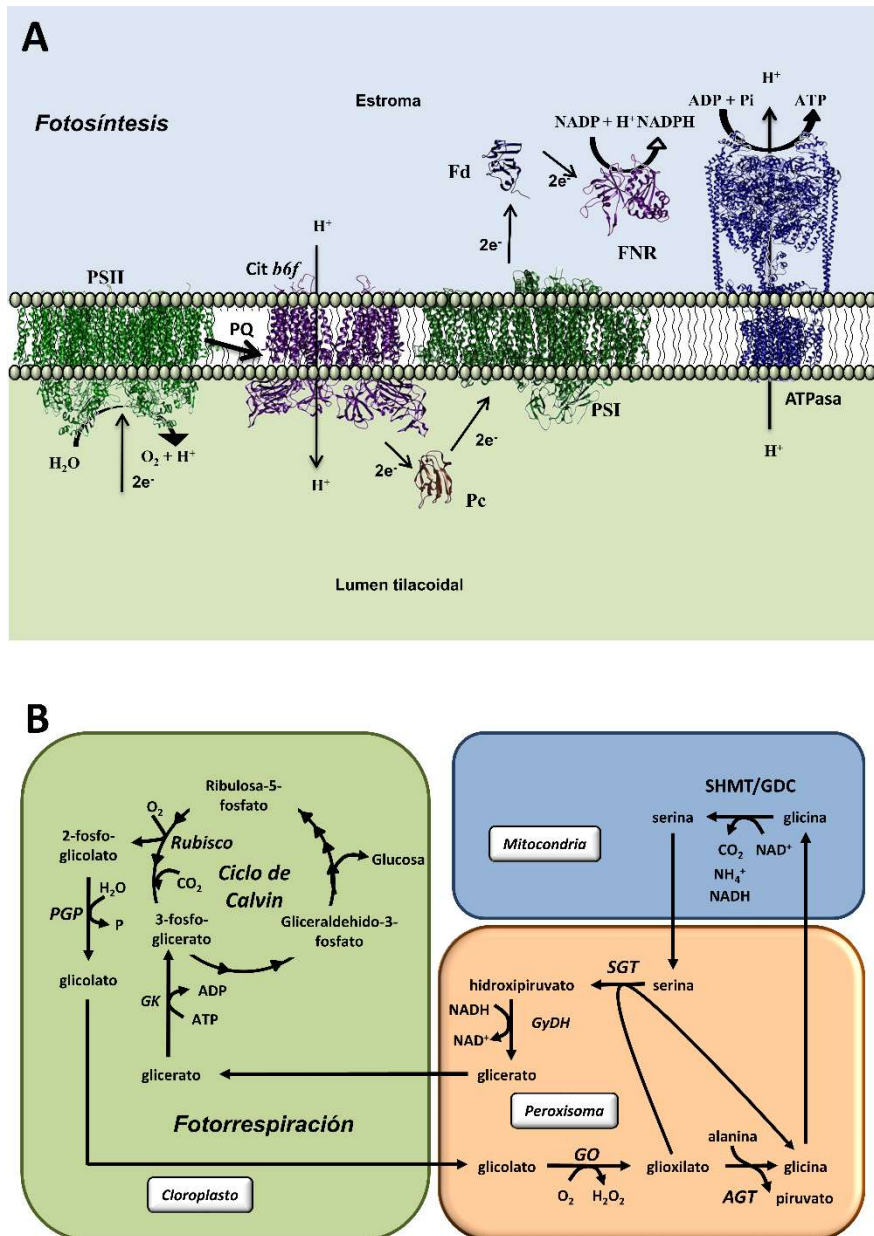 A
Fotosíntesis
Estroma
H⁺
ADP + Pi
ATP
NADP + H⁺ NADPH
Fd
2e⁻
2e⁻
FNR
H⁺
Cit b6f
PSII
PQ
PSI
ATPasa
H₂O
O₂ + H⁺
2e⁻
H⁺
2e⁻
Pc
2e⁻
H⁺
Lumen tilacoidal
B
Ribulosa-5-
fosfato
O₂
Rubisco
2-fosfo-
glicolato
Ciclo de
Calvin
CO₂
Glucosa
H₂O
PGP
P
3-fosfo-
glicerato
Gliceraldehido-3-
fosfato
glicolato
GK
ADP
ATP
glicerato
Fotorrespiración
Cloroplasto
SHMT/GDC
serina
glicina
Mitocondria
CO₂
NAD⁺
NH₄⁺
NADH
SGT
hidroxipiruvato
serina
NADH
GyDH
NAD⁺
glicerato
Peroxisoma
alanina
glicolato
GO
glioxilato
glicina
O₂
H₂O₂
AGT
piruvato